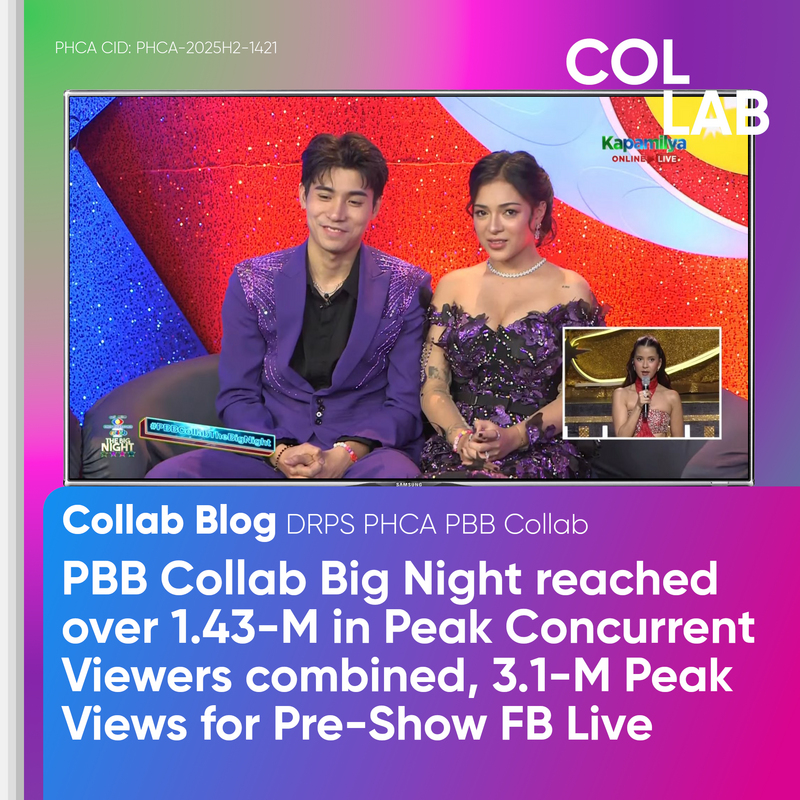 PHCA CID: PHCA-2025H2-1421
COL
LAB
Kapamilya
ONLINE LIVE
THE BIG
NIGHT
#PBBCollabTheBigNight
SAMSUNG
Collab Blog DRPS PHCA PBB Collab
PBB Collab Big Night reached
over 1.43-M in Peak Concurrent
Viewers combined, 3.1-M Peak
Views for Pre-Show FB Live